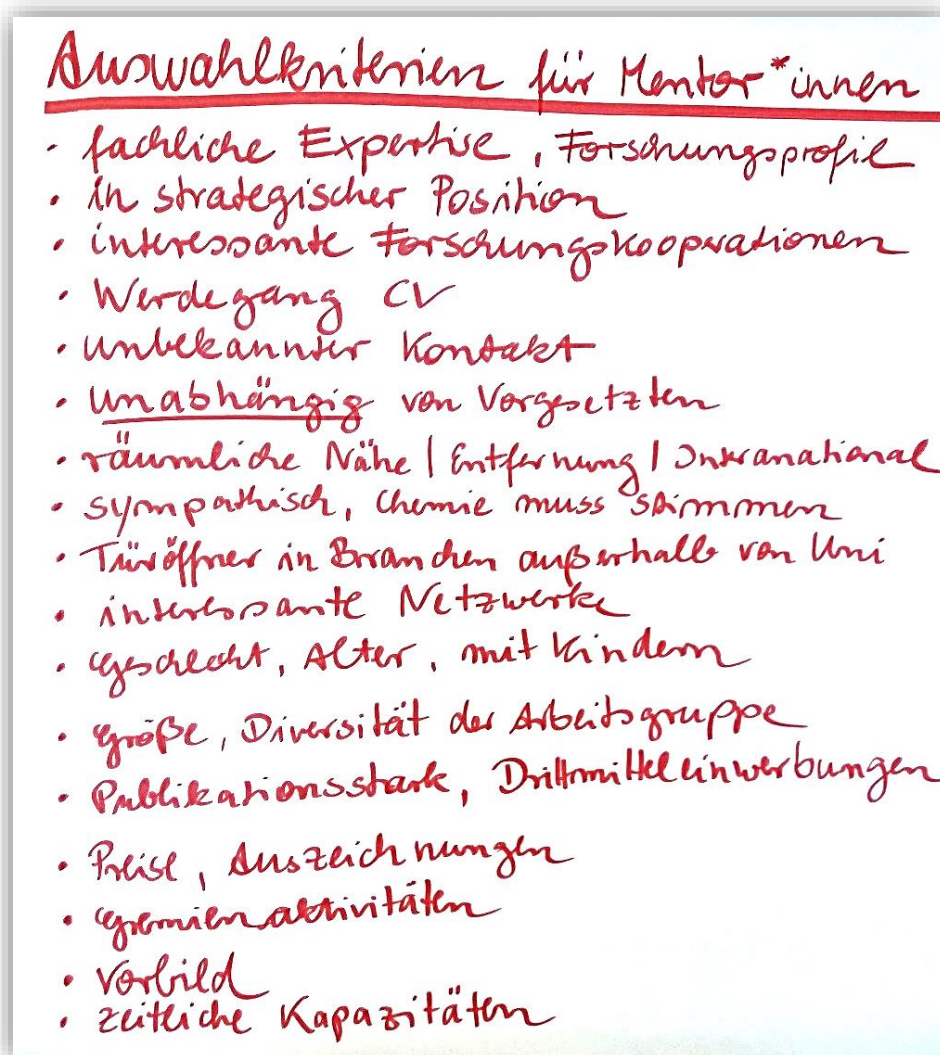 Auswahlkriterien für Mentor*innen
· fachliche Expertise, Forschungsprofil
· in strategischer Position
· interessante Forschungskooperationen
· Werdegang CV
· unbekannter Kontakt
· unabhängig von Vorgesetzten
· räumliche Nähe | Entfernung | International
· sympathisch, Chemie muss stimmen
· Türöffner in Branchen außerhalb von Uni
· interessante Netzwerke
· Geschlecht, Alter, mit Kindern
· Größe, Diversität der Arbeitsgruppe
· Publikationsstark, Drittmitteleinwerbungen
· Preise, Auszeichnungen
· Gremienaktivitäten
· Vorbild
· zeitliche Kapazitäten